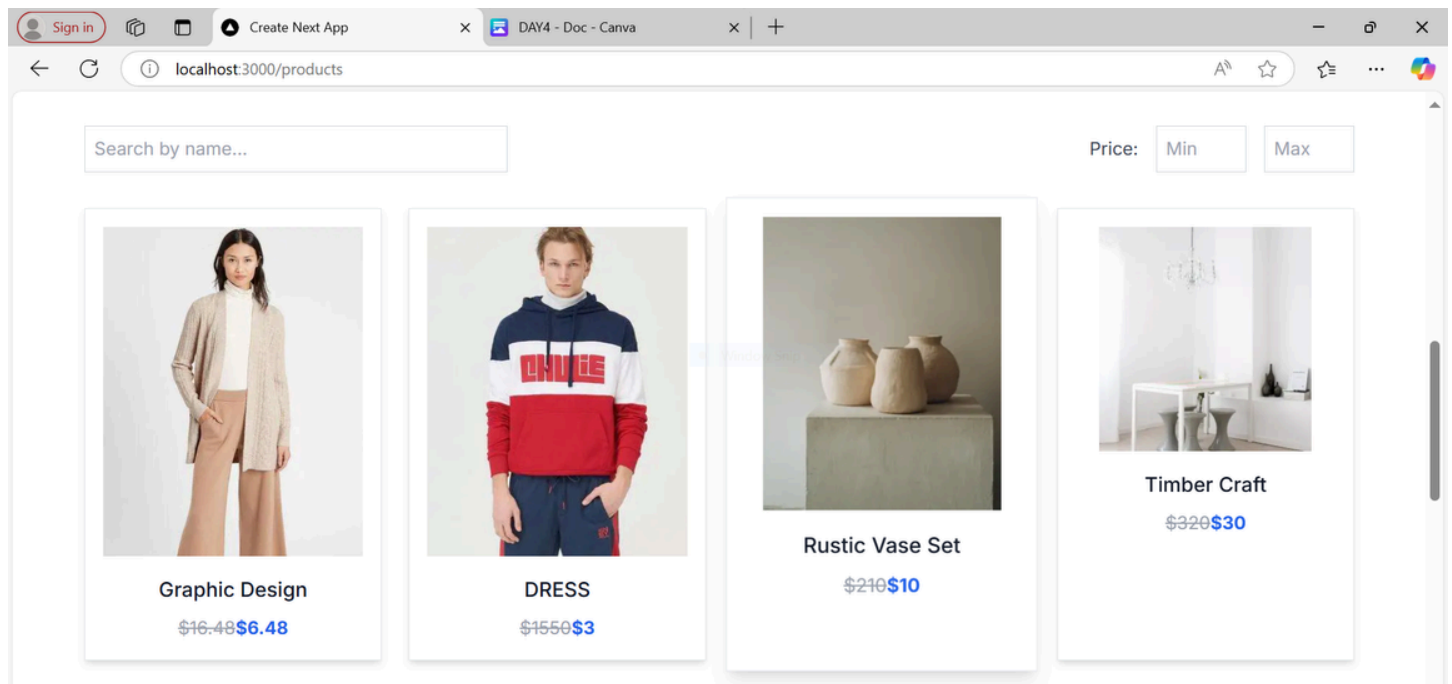 Sign in
Create Next App
DAY4 - Doc - Canva
localhost:3000/products
Search by name...
Price:
Min
Max
Graphic Design
$16.48$6.48
DRESS
$1550$3
Rustic Vase Set
$210$10
Timber Craft
$320$30